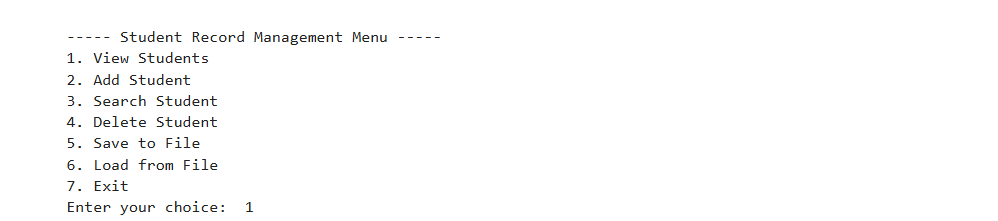 ----- Student Record Management Menu -----
1. View Students
2. Add Student
3. Search Student
4. Delete Student
5. Save to File
6. Load from File
7. Exit
Enter your choice:  1